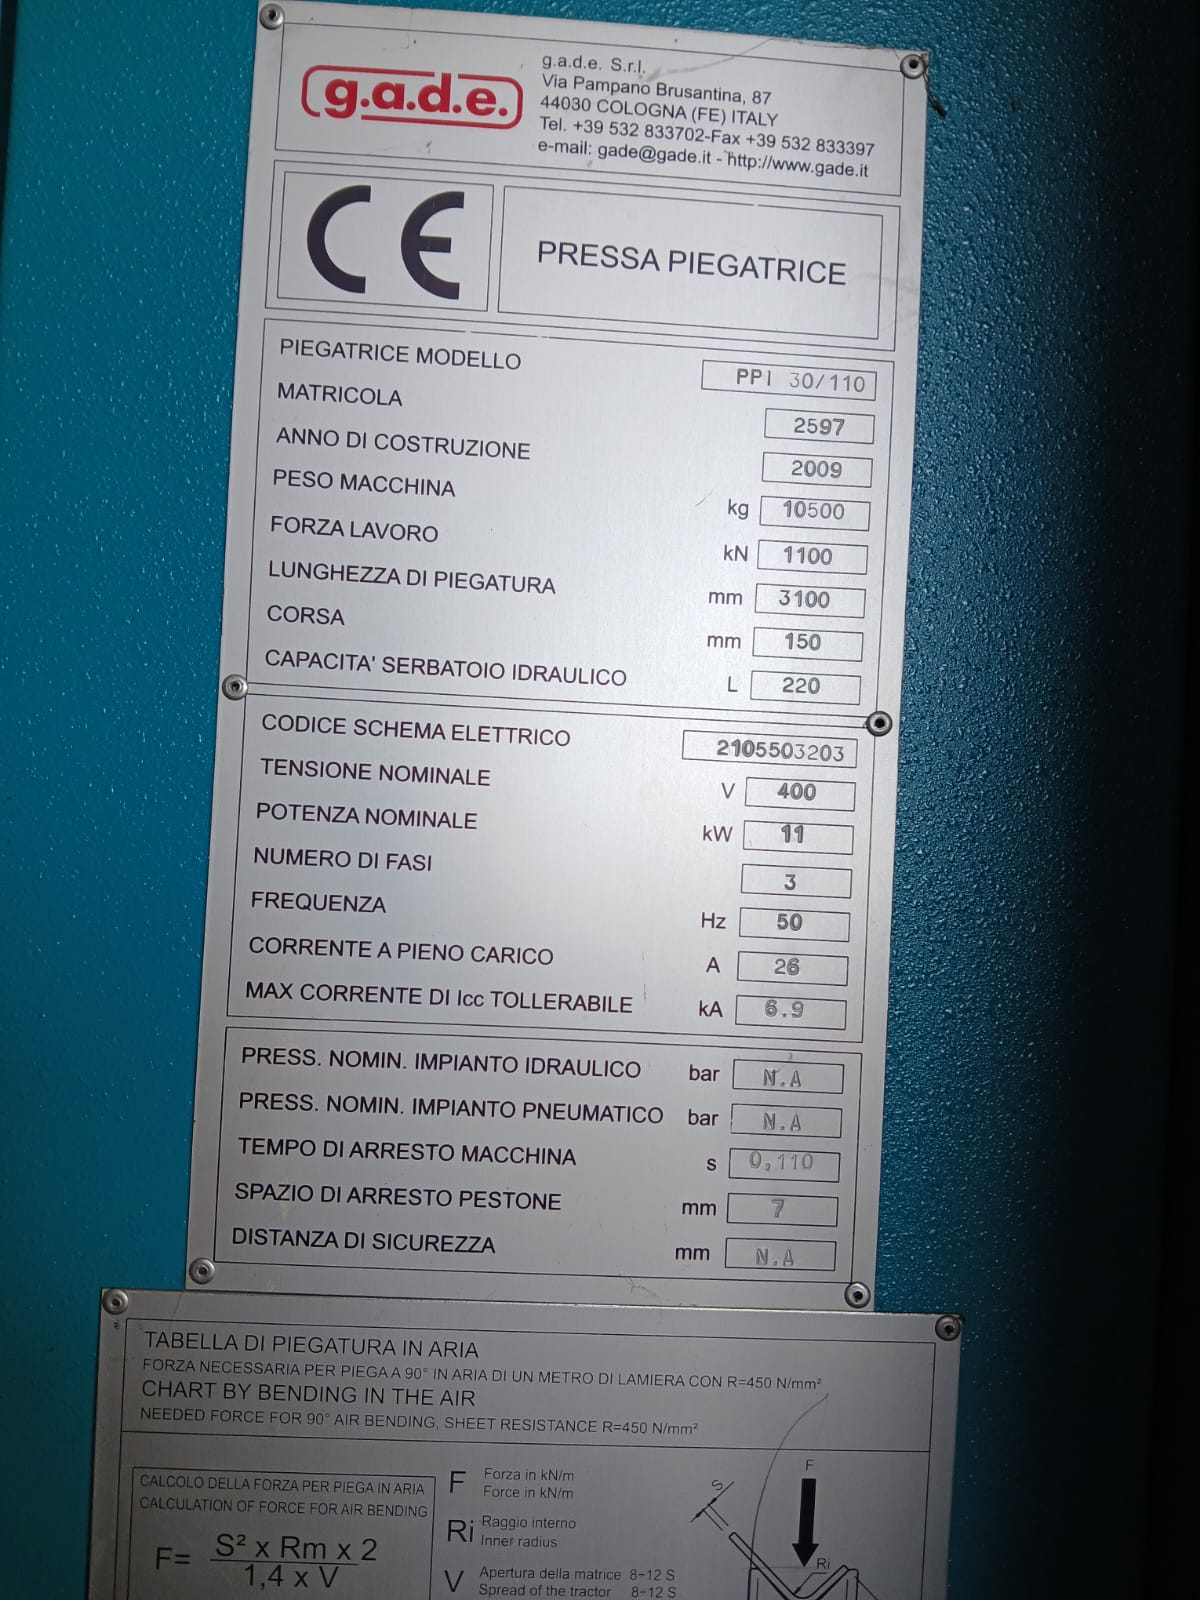 g.a.d.e.
g.a.d.e. S.r.l.
Via Pampano Brusantina, 87
44030 COLOGNA (FE) ITALY
Tel. +39 532 833702-Fax +39 532 833397
e-mail: gade@gade.it - http://www.gade.it
CE
PRESSA PIEGATRICE
PIEGATRICE MODELLO PPI 30/110
MATRICOLA 2597
ANNO DI COSTRUZIONE 2009
PESO MACCHINA kg 10500
FORZA LAVORO kN 1100
LUNGHEZZA DI PIEGATURA mm 3100
CORSA mm 150
CAPACITA' SERBATOIO IDRAULICO L 220
CODICE SCHEMA ELETTRICO 2105503203
TENSIONE NOMINALE V 400
POTENZA NOMINALE kW 11
NUMERO DI FASI 3
FREQUENZA Hz 50
CORRENTE A PIENO CARICO A 26
MAX CORRENTE DI Icc TOLLERABILE kA 6.9
PRESS. NOMIN. IMPIANTO IDRAULICO bar N.A
PRESS. NOMIN. IMPIANTO PNEUMATICO bar N.A
TEMPO DI ARRESTO MACCHINA s 0,110
SPAZIO DI ARRESTO PESTONE mm 7
DISTANZA DI SICUREZZA mm N.A
TABELLA DI PIEGATURA IN ARIA
FORZA NECESSARIA PER PIEGA A 90° IN ARIA DI UN METRO DI LAMIERA CON R=450 N/mm²
CHART BY BENDING IN THE AIR
NEEDED FORCE FOR 90° AIR BENDING, SHEET RESISTANCE R=450 N/mm²
CALCOLO DELLA FORZA PER PIEGA IN ARIA
CALCULATION OF FORCE FOR AIR BENDING
F= S² x Rm x 2
1,4 x V
F Forza in kN/m
Force in kN/m
Ri Raggio interno
Inner radius
V Apertura della matrice 8÷12 S
Spread of the tractor 8÷12 S
S
F
Ri